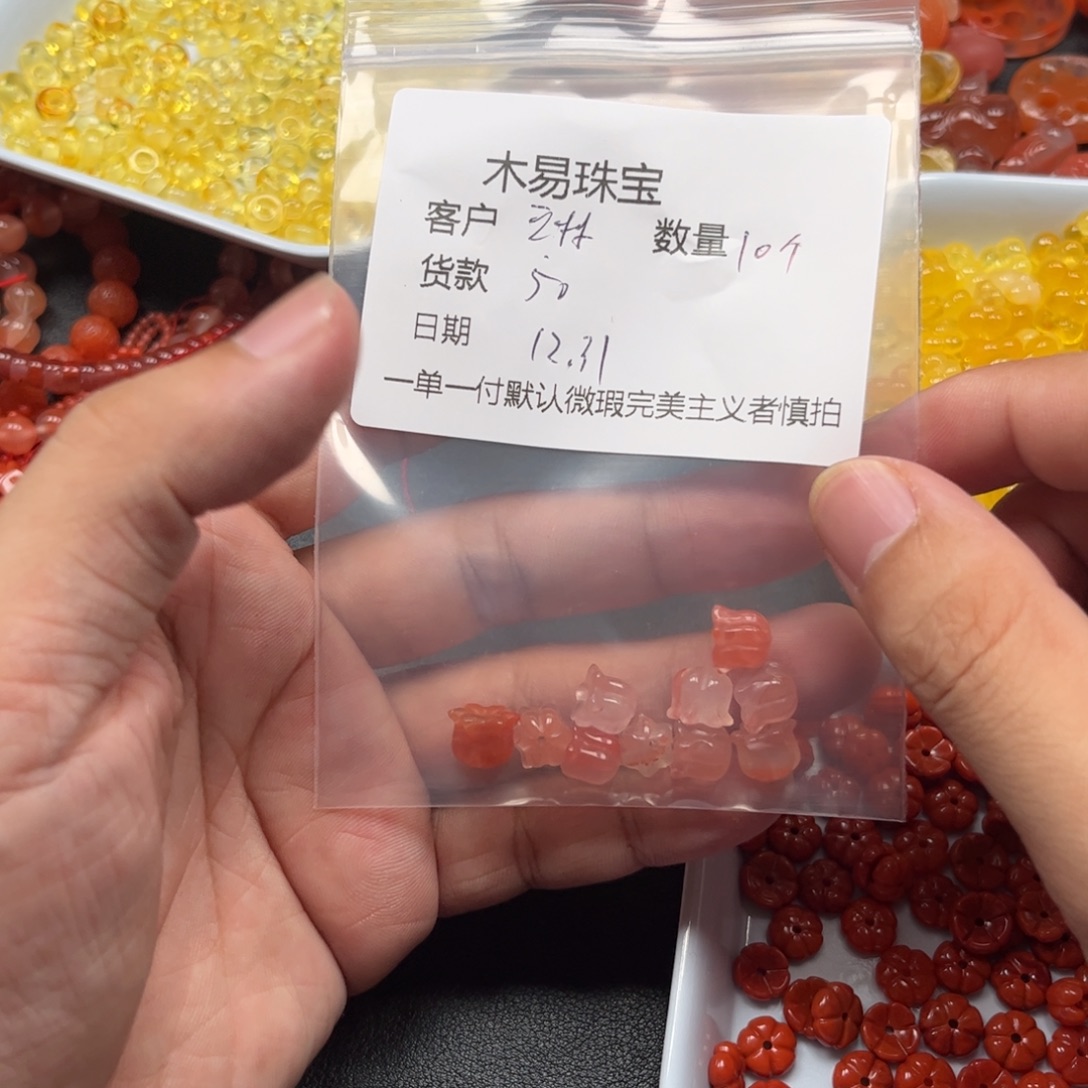 木易珠宝
客户 数量10个
货款 50
日期 12.31
一单一付默认微瑕完美主义者慎拍